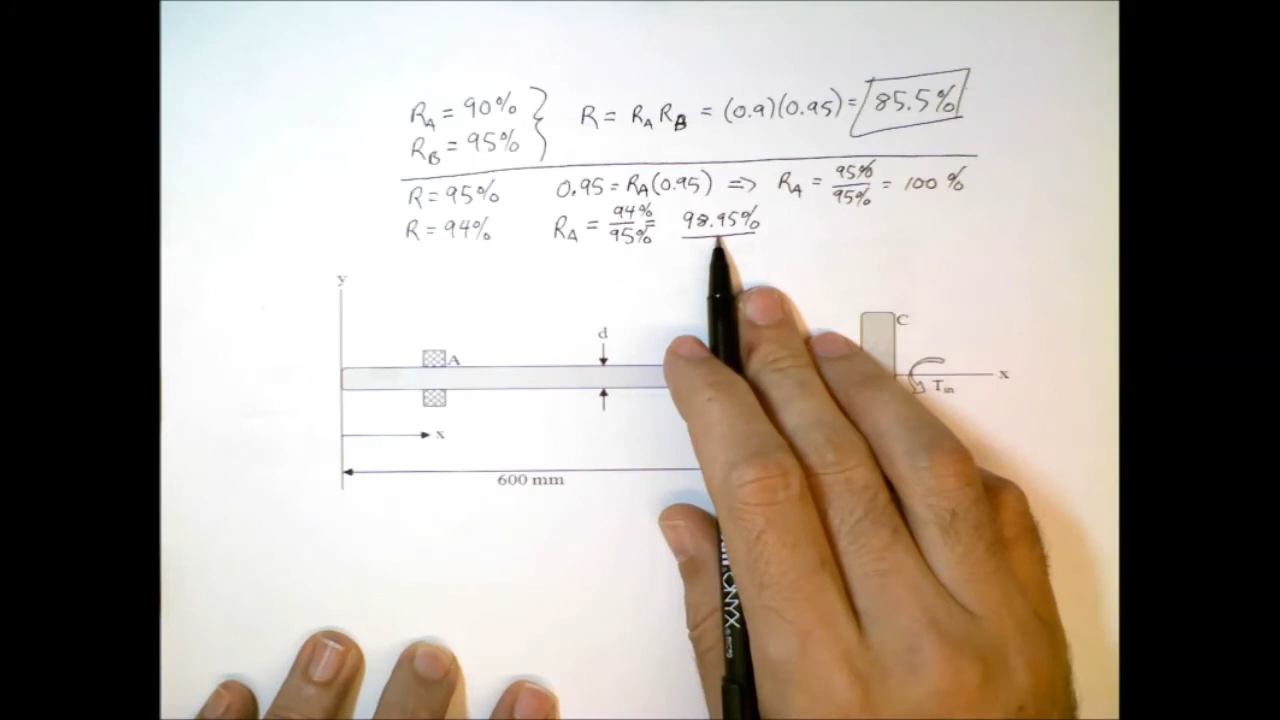 R_A = 90%
R_B = 95%
R = R_A R_B = (0.9)(0.95) = 85.5%
R = 95% 0.95 = R_A(0.95) => R_A = 95%/95% = 100%
R = 94% R_A = 94%/95% = 98.95%
y
d
C
A
x
T_in
x
600 mm
ONYX